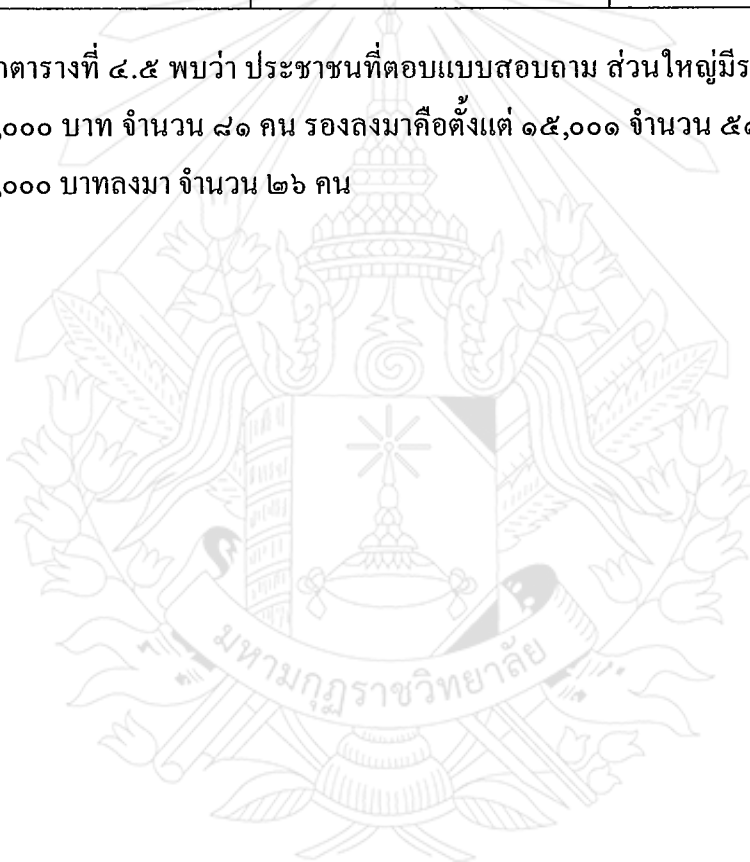 ตารางที่ ๔.๕ พบว่า ประชาชนที่ตอบแบบสอบถาม ส่วนใหญ่มีร
,๐๐๐ บาท จำนวน ๘๑ คน รองลงมาคือตั้งแต่ ๑๕,๐๐๑ จำนวน
,๐๐๐ บาทลงมา จำนวน ๒๖ คน
มหามกุฏราชวิทยาลัย